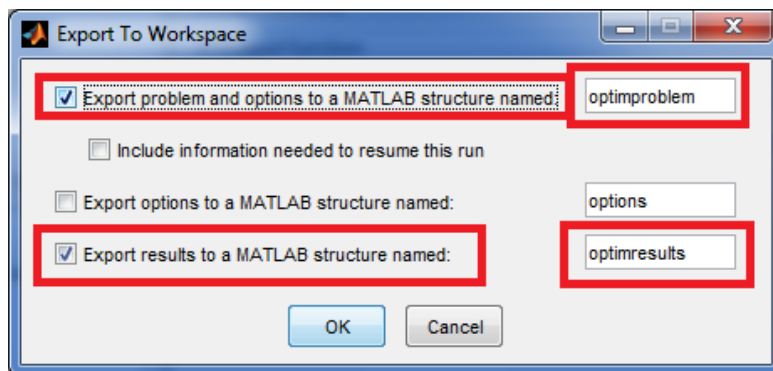 Export To Workspace
Export problem and options to a MATLAB structure named: optimproblem
Include information needed to resume this run
Export options to a MATLAB structure named: options
Export results to a MATLAB structure named: optimresults
OK Cancel